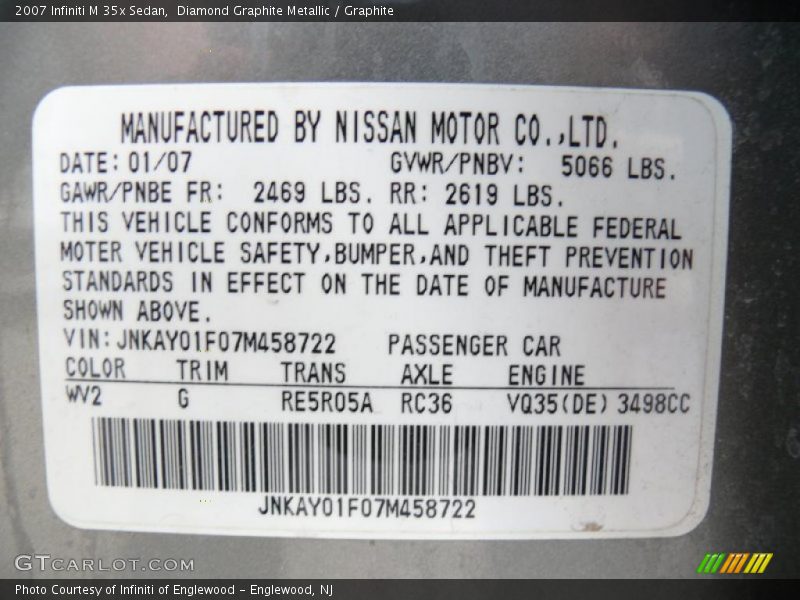 2007 Infiniti M 35x Sedan,  Diamond Graphite Metallic / Graphite
MANUFACTURED BY NISSAN MOTOR CO.,LTD.
DATE: 01/07 GVWR/PNBV: 5066 LBS.
GAWR/PNBE FR: 2469 LBS. RR: 2619 LBS.
THIS VEHICLE CONFORMS TO ALL APPLICABLE FEDERAL
MOTER VEHICLE SAFETY,BUMPER,AND THEFT PREVENTION
STANDARDS IN EFFECT ON THE DATE OF MANUFACTURE
SHOWN ABOVE.
VIN: JNKAY01F07M458722 PASSENGER CAR
COLOR TRIM TRANS AXLE ENGINE
WV2 G RE5R05A RC36 VQ35(DE) 3498CC
JNKAY01F07M458722
GTCARLOT.COM
Photo Courtesy of Infiniti of Englewood – Englewood, NJ